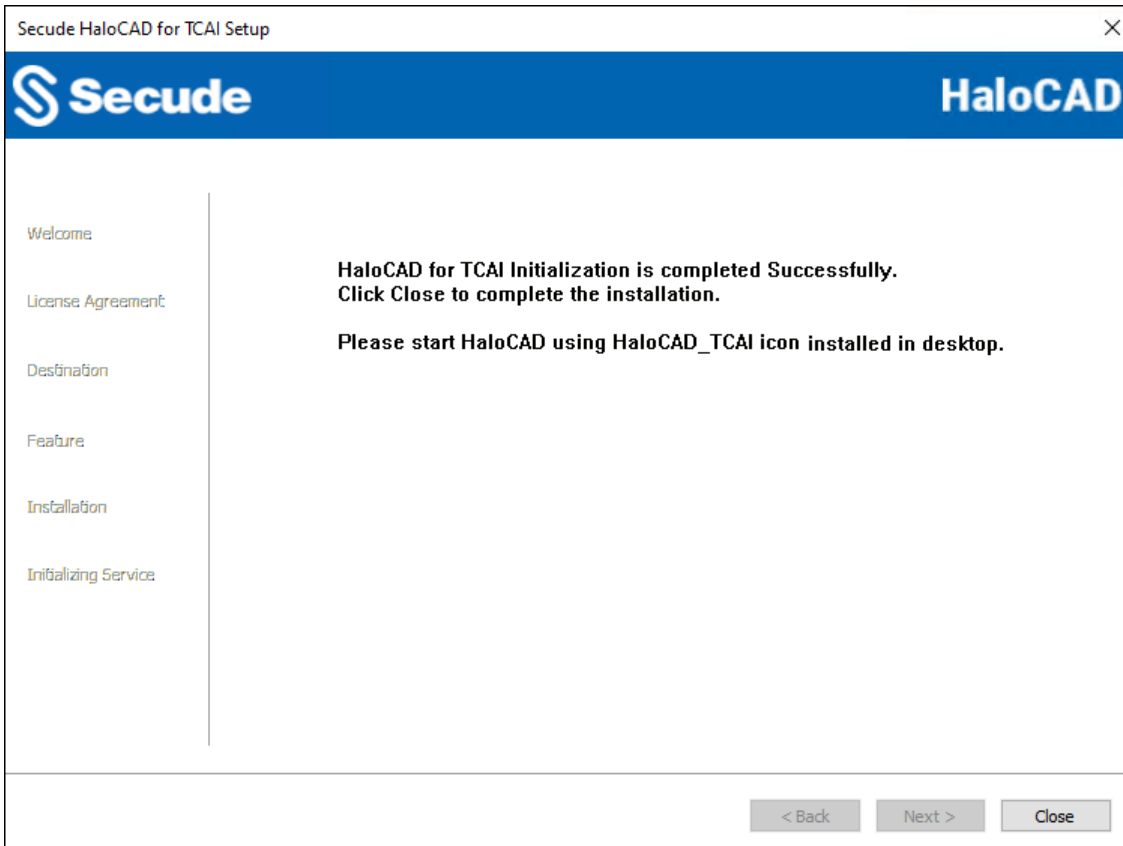 Secude HaloCAD for TCAI Setup
Secude
HaloCAD
Welcome
License Agreement
Destination
Feature
Installation
Initializing Service
HaloCAD for TCAI Initialization is completed Successfully.
Click Close to complete the installation.
Please start HaloCAD using HaloCAD_TCAI icon installed in desktop.
< Back
Next >
Close